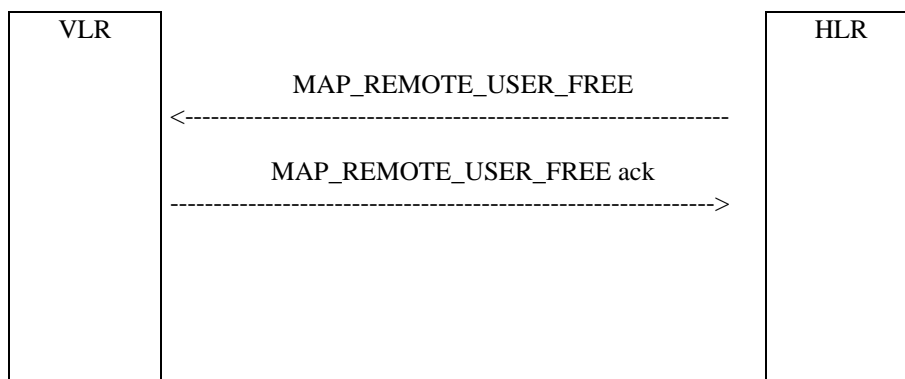 VLR
HLR
MAP_REMOTE_USER_FREE
MAP_REMOTE_USER_FREE ack